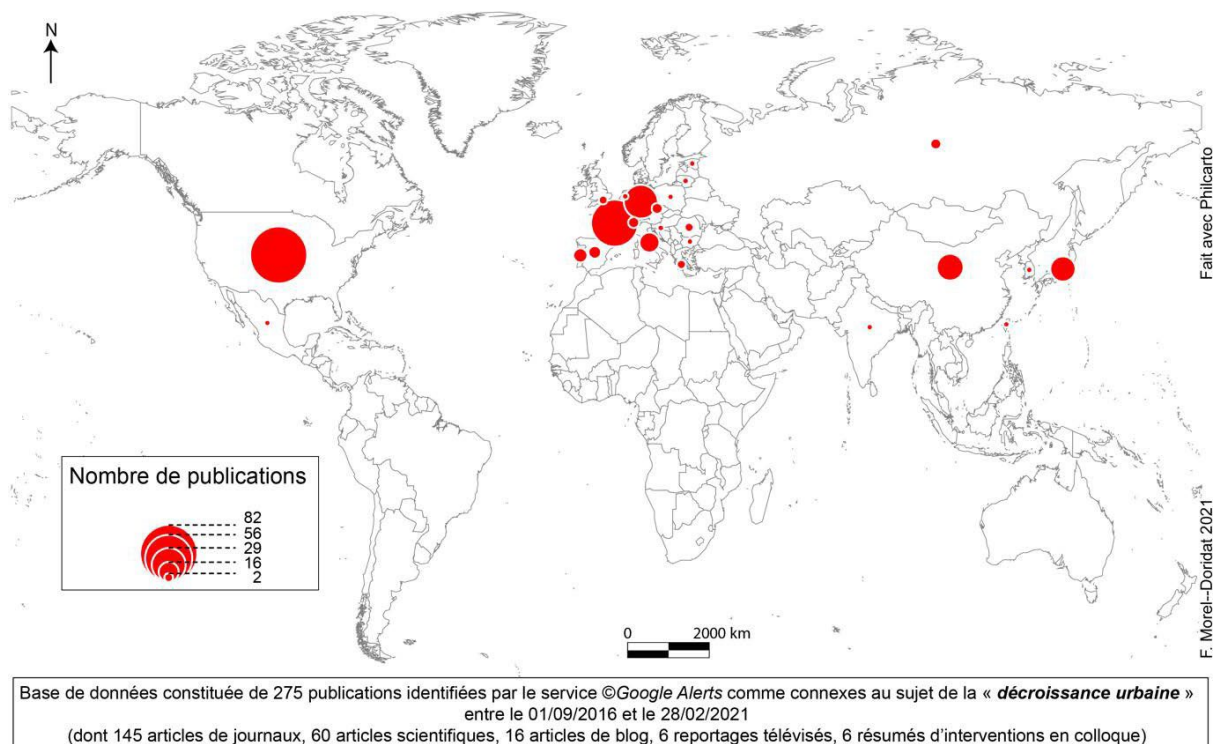 N
Fait avec Philcarto
Nombre de publications
82
56
29
16
2
0 2000 km
F. Morel--Doridat 2021
Base de données constituée de 275 publications identifiées par le service ©Google Alerts comme connexes au sujet de la « décroissance urbaine »
entre le 01/09/2016 et le 28/02/2021
(dont 145 articles de journaux, 60 articles scientifiques, 16 articles de blog, 6 reportages télévisés, 6 résumés d'interventions en colloque)